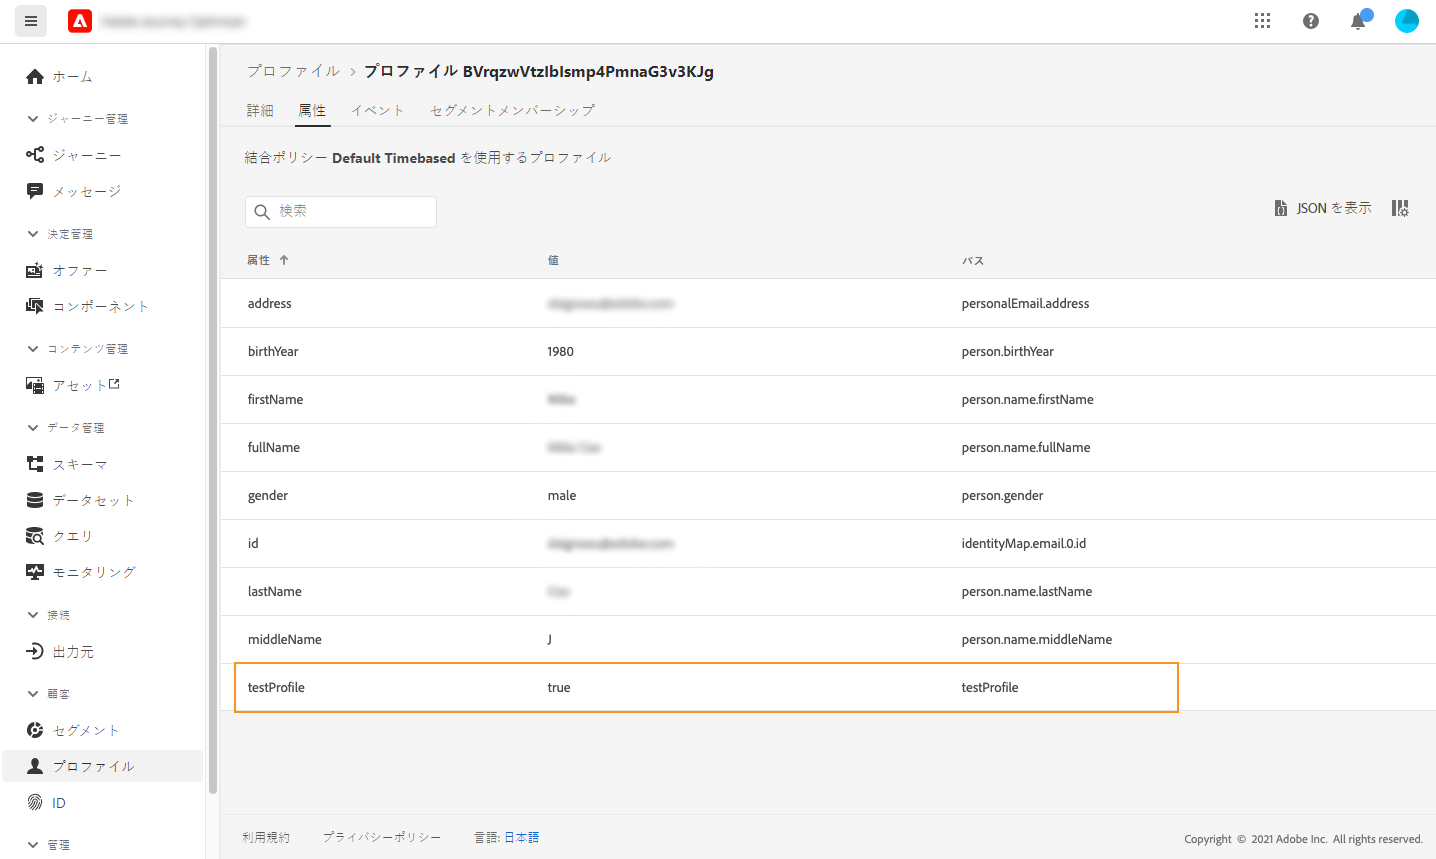 ホーム
ジャーニー管理
ジャーニー
メッセージ
決定管理
オファー
コンポーネント
コンテンツ管理
アセット
データ管理
スキーマ
データセット
クエリ
モニタリング
接続
出力元
顧客
セグメント
プロファイル
ID
管理
プロファイル > プロファイル BVrqzwVtzIbIsmp4PmnaG3v3KJg
詳細 属性 イベント セグメントメンバーシップ
結合ポリシー Default Timebased を使用するプロファイル
検索
JSON を表示
属性 ↑ 値 パス
address personalEmail.address
birthYear 1980 person.birthYear
firstName person.name.firstName
fullName person.name.fullName
gender male person.gender
id identityMap.email.0.id
lastName person.name.lastName
middleName J person.name.middleName
testProfile true testProfile
利用規約 プライバシーポリシー 言語: 日本語
Copyright © 2021 Adobe Inc. All rights reserved.